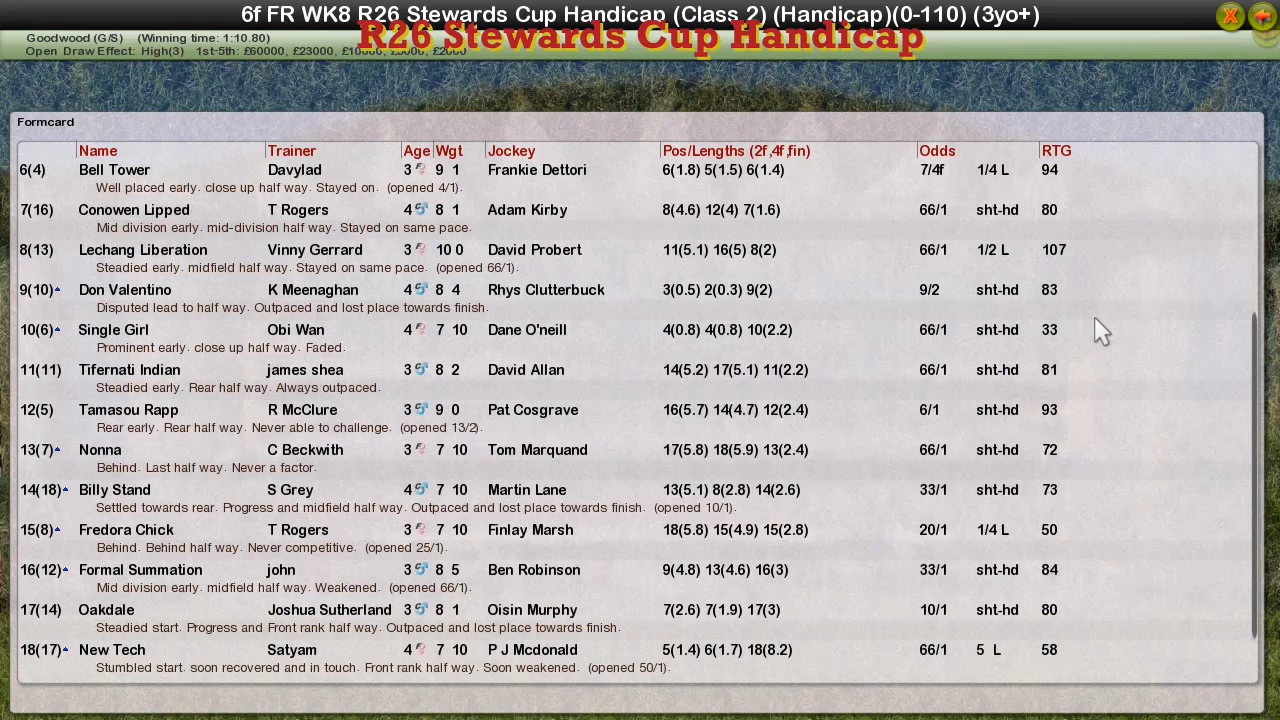 6f FR WK8 R26 Stewards Cup Handicap (Class 2) (Handicap)(0-110) (3yo+)
R26 Stewards Cup Handicap
Goodwood (G/S) (Winning time: 1:10.80)
Open Draw Effect: High(3) 1st-5th: £60000, £23000, £10000, £5000, £2000
Formcard
Name Trainer Age Wgt Jockey Pos/Lengths (2f,4f,fin) Odds RTG
6(4) Bell Tower Davylad 3 9 1 Frankie Dettori 6(1.8) 5(1.5) 6(1.4) 7/4f 1/4 L 94
Well placed early. close up half way. Stayed on. (opened 4/1).
7(16) Conowen Lipped T Rogers 4 8 1 Adam Kirby 8(4.6) 12(4) 7(1.6) 66/1 sht-hd 80
Mid division early. mid-division half way. Stayed on same pace.
8(13) Lechang Liberation Vinny Gerrard 3 10 0 David Probert 11(5.1) 16(5) 8(2) 66/1 1/2 L 107
Steadied early. midfield half way. Stayed on same pace. (opened 66/1).
9(10) Don Valentino K Meenaghan 4 8 4 Rhys Clutterbuck 3(0.5) 2(0.3) 9(2) 9/2 sht-hd 83
Disputed lead to half way. Outpaced and lost place towards finish.
10(6) Single Girl Obi Wan 4 7 10 Dane O'neill 4(0.8) 4(0.8) 10(2.2) 66/1 sht-hd 33
Prominent early. close up half way. Faded.
11(11) Tifernati Indian james shea 3 8 2 David Allan 14(5.2) 17(5.1) 11(2.2) 66/1 sht-hd 81
Steadied early. Rear half way. Always outpaced.
12(5) Tamasou Rapp R McClure 3 9 0 Pat Cosgrave 16(5.7) 14(4.7) 12(2.4) 6/1 sht-hd 93
Rear early. Rear half way. Never able to challenge. (opened 13/2).
13(7) Nonna C Beckwith 3 7 10 Tom Marquand 17(5.8) 18(5.9) 13(2.4) 66/1 sht-hd 72
Behind. Last half way. Never a factor.
14(18) Billy Stand S Grey 4 7 10 Martin Lane 13(5.1) 8(2.8) 14(2.6) 33/1 sht-hd 73
Settled towards rear. Progress and midfield half way. Outpaced and lost place towards finish. (opened 10/1).
15(8) Fredora Chick T Rogers 3 7 10 Finlay Marsh 18(5.8) 15(4.9) 15(2.8) 20/1 1/4 L 50
Behind. Behind half way. Never competitive. (opened 25/1).
16(12) Formal Summation john 3 8 5 Ben Robinson 9(4.8) 13(4.6) 16(3) 33/1 sht-hd 84
Mid division early. midfield half way. Weakened. (opened 66/1).
17(14) Oakdale Joshua Sutherland 3 8 1 Oisin Murphy 7(2.6) 7(1.9) 17(3) 10/1 sht-hd 80
Steadied start. Progress and Front rank half way. Outpaced and lost place towards finish.
18(17) New Tech Satyam 4 7 10 P J Mcdonald 5(1.4) 6(1.7) 18(8.2) 66/1 5 L 58
Stumbled start. soon recovered and in touch. Front rank half way. Soon weakened. (opened 50/1).